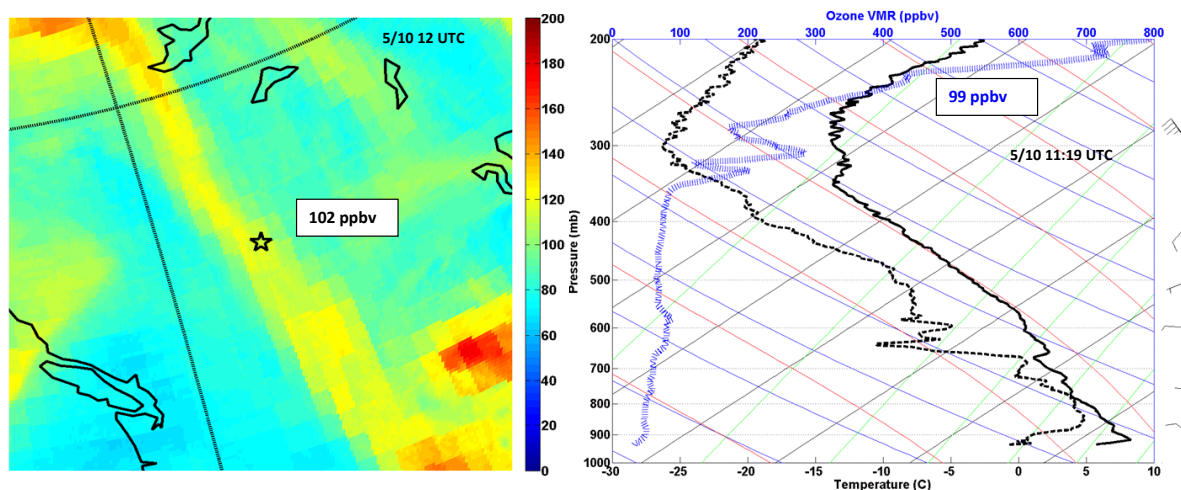 5/10 12 UTC
102 ppbv
200
180
160
140
120
100
80
60
40
20
0
Ozone VMR (ppbv)
0 100 200 300 400 500 600 700 800
99 ppbv
5/10 11:19 UTC
Pressure (mb)
200
300
400
500
600
700
800
900
1000
-30 -25 -20 -15 -10 -5 0 5 10
Temperature (C)